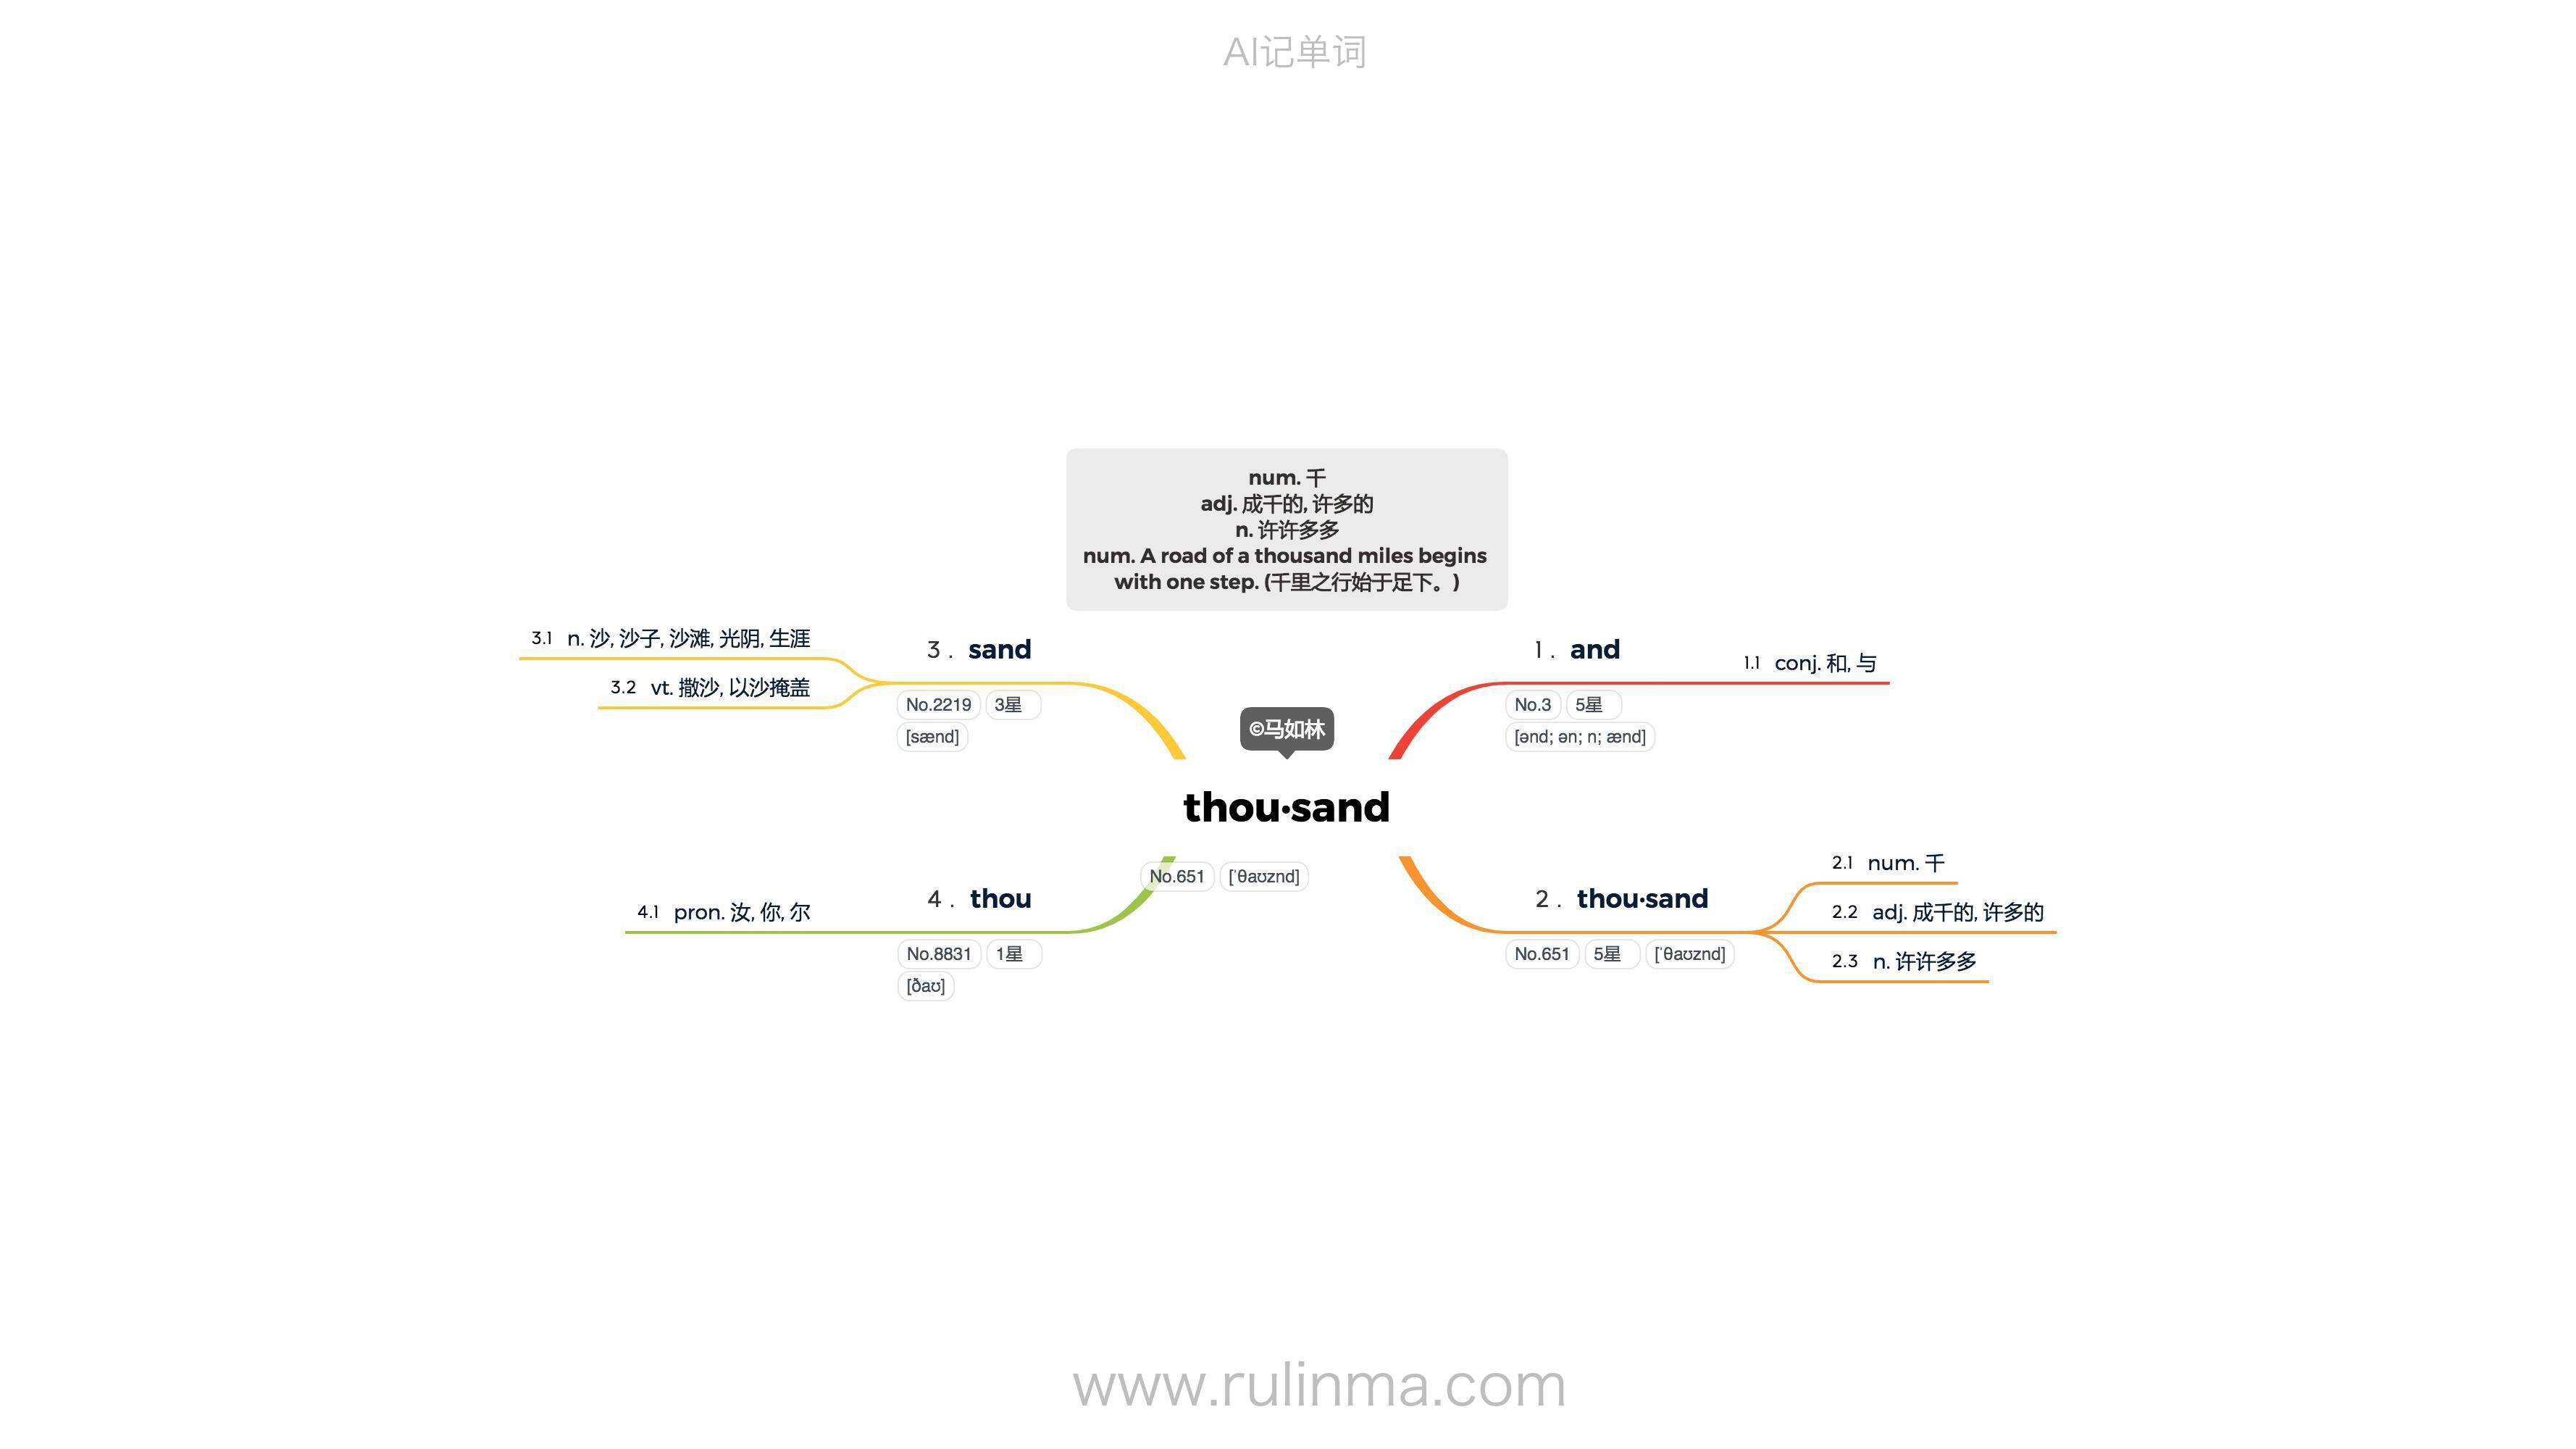 AI记单词
num. 千
adj. 成千的, 许多的
n. 许许多多
num. A road of a thousand miles begins
with one step. (千里之行始于足下。)
©马如林
thou·sand
No.651 [ˈθaʊznd]
1 . and
No.3 5星
[ənd; ən; n; ænd]
1.1 conj. 和, 与
2 . thou·sand
No.651 5星 [ˈθaʊznd]
2.1 num. 千
2.2 adj. 成千的, 许多的
2.3 n. 许许多多
3 . sand
No.2219 3星
[sænd]
3.1 n. 沙, 沙子, 沙滩, 光阴, 生涯
3.2 vt. 撒沙, 以沙掩盖
4 . thou
No.8831 1星
[ðaʊ]
4.1 pron. 汝, 你, 尔
www.rulinma.com